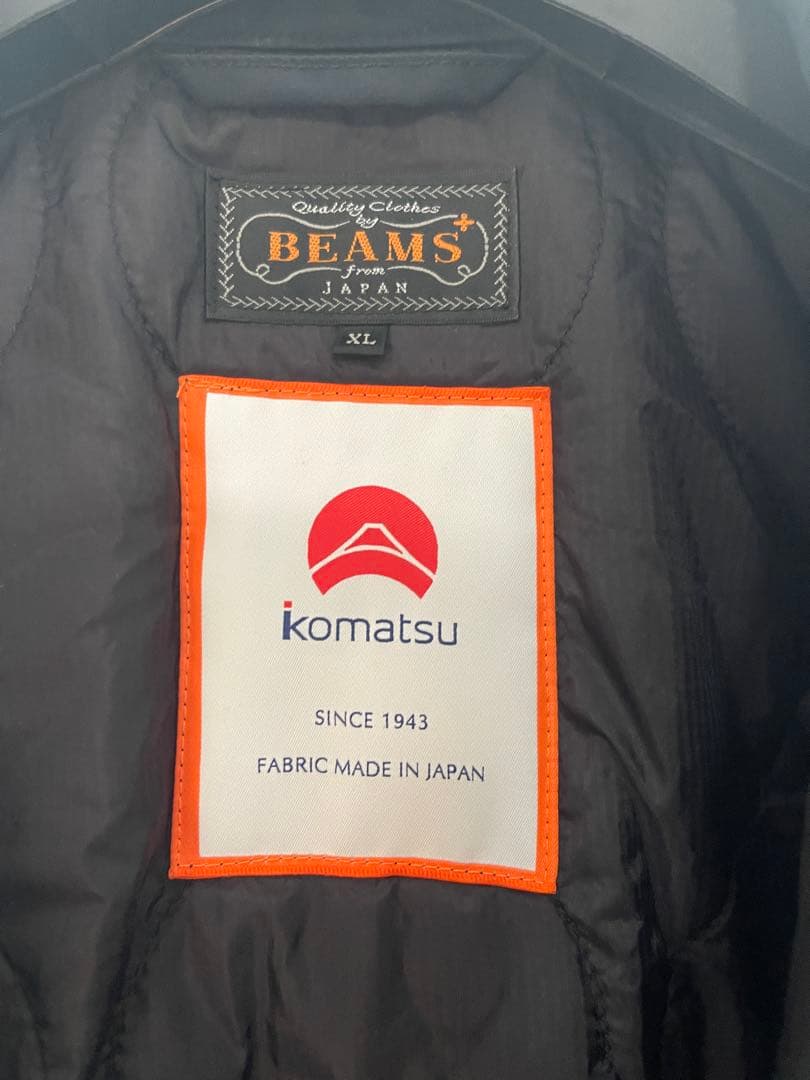 Quality Clothes
by
BEAMS+
from
JAPAN
XL
komatsu
SINCE 1943
FABRIC MADE IN JAPAN